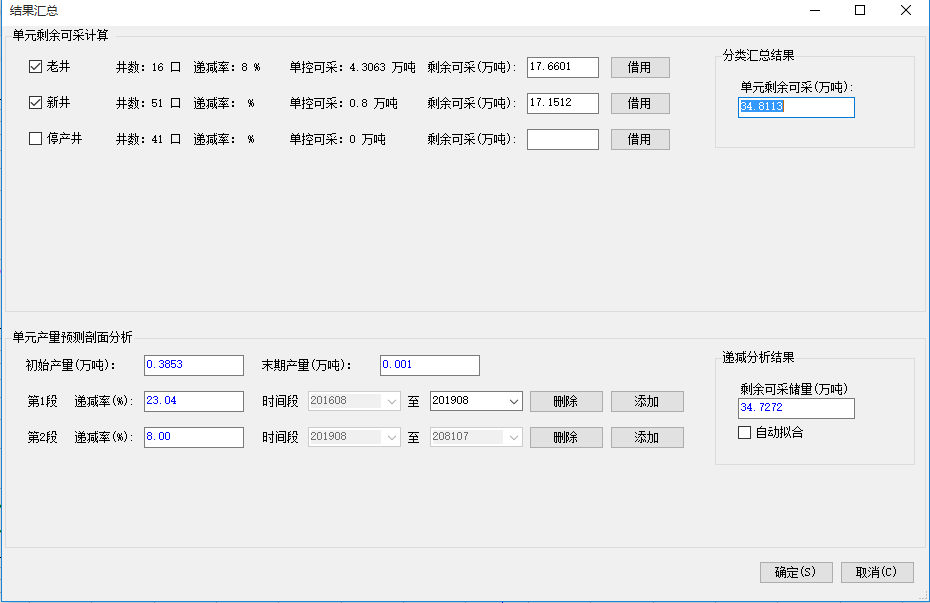 结果汇总
单元剩余可采计算
老井 井数: 16 口 递减率: 8 % 单控可采: 4.3063 万吨 剩余可采(万吨): 17.6601 借用
新井 井数: 51 口 递减率: % 单控可采: 0.8 万吨 剩余可采(万吨): 17.1512 借用
停产井 井数: 41 口 递减率: % 单控可采: 0 万吨 剩余可采(万吨): 借用
分类汇总结果
单元剩余可采(万吨):
34.8113
单元产量预测剖面分析
初始产量(万吨): 0.3853 末期产量(万吨): 0.001
第1段 递减率(%): 23.04 时间段 201608 至 201908 删除 添加
第2段 递减率(%): 8.00 时间段 201908 至 208107 删除 添加
递减分析结果
剩余可采储量(万吨)
34.7272
自动拟合
确定(S) 取消(C)